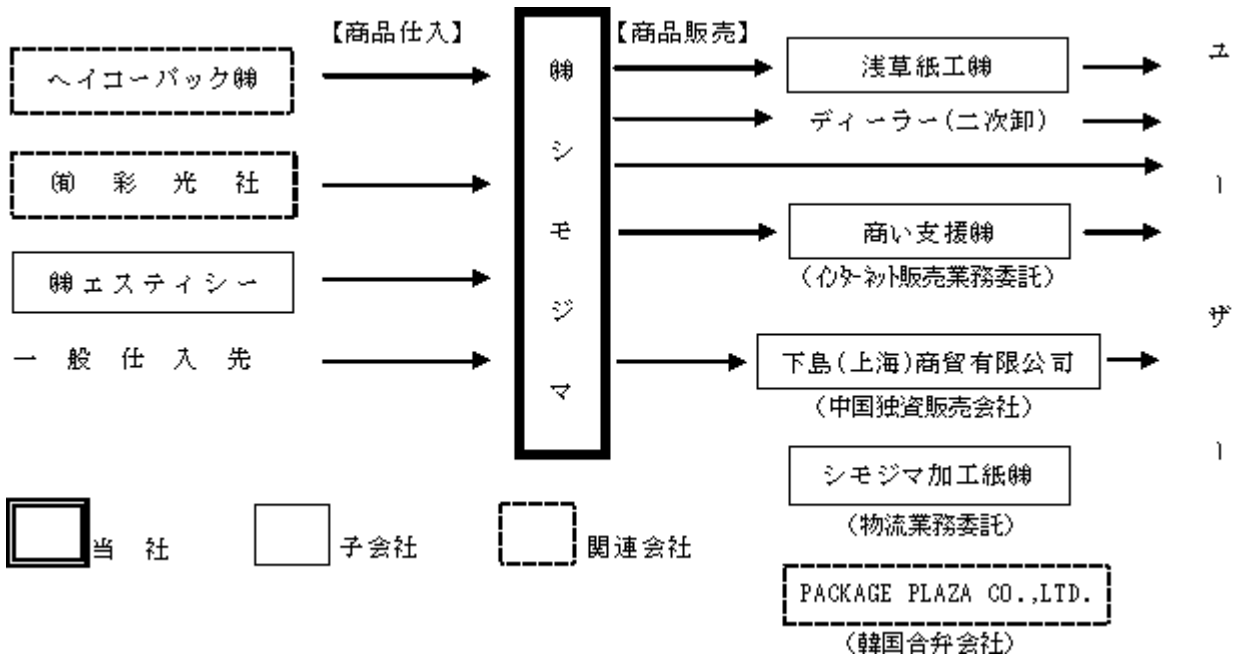 【商品仕入】
【商品販売】
ヘイコーパック㈱
㈲彩光社
㈱エスティシー
一般仕入先
㈱シモジマ
浅草紙工㈱
ディーラー(二次卸)
商い支援㈱
(インターネット販売業務委託)
下島(上海)商貿有限公司
(中国独資販売会社)
シモジマ加工紙㈱
(物流業務委託)
PACKAGE PLAZA CO.,LTD.
(韓国合弁会社)
ユーザー
当社
子会社
関連会社